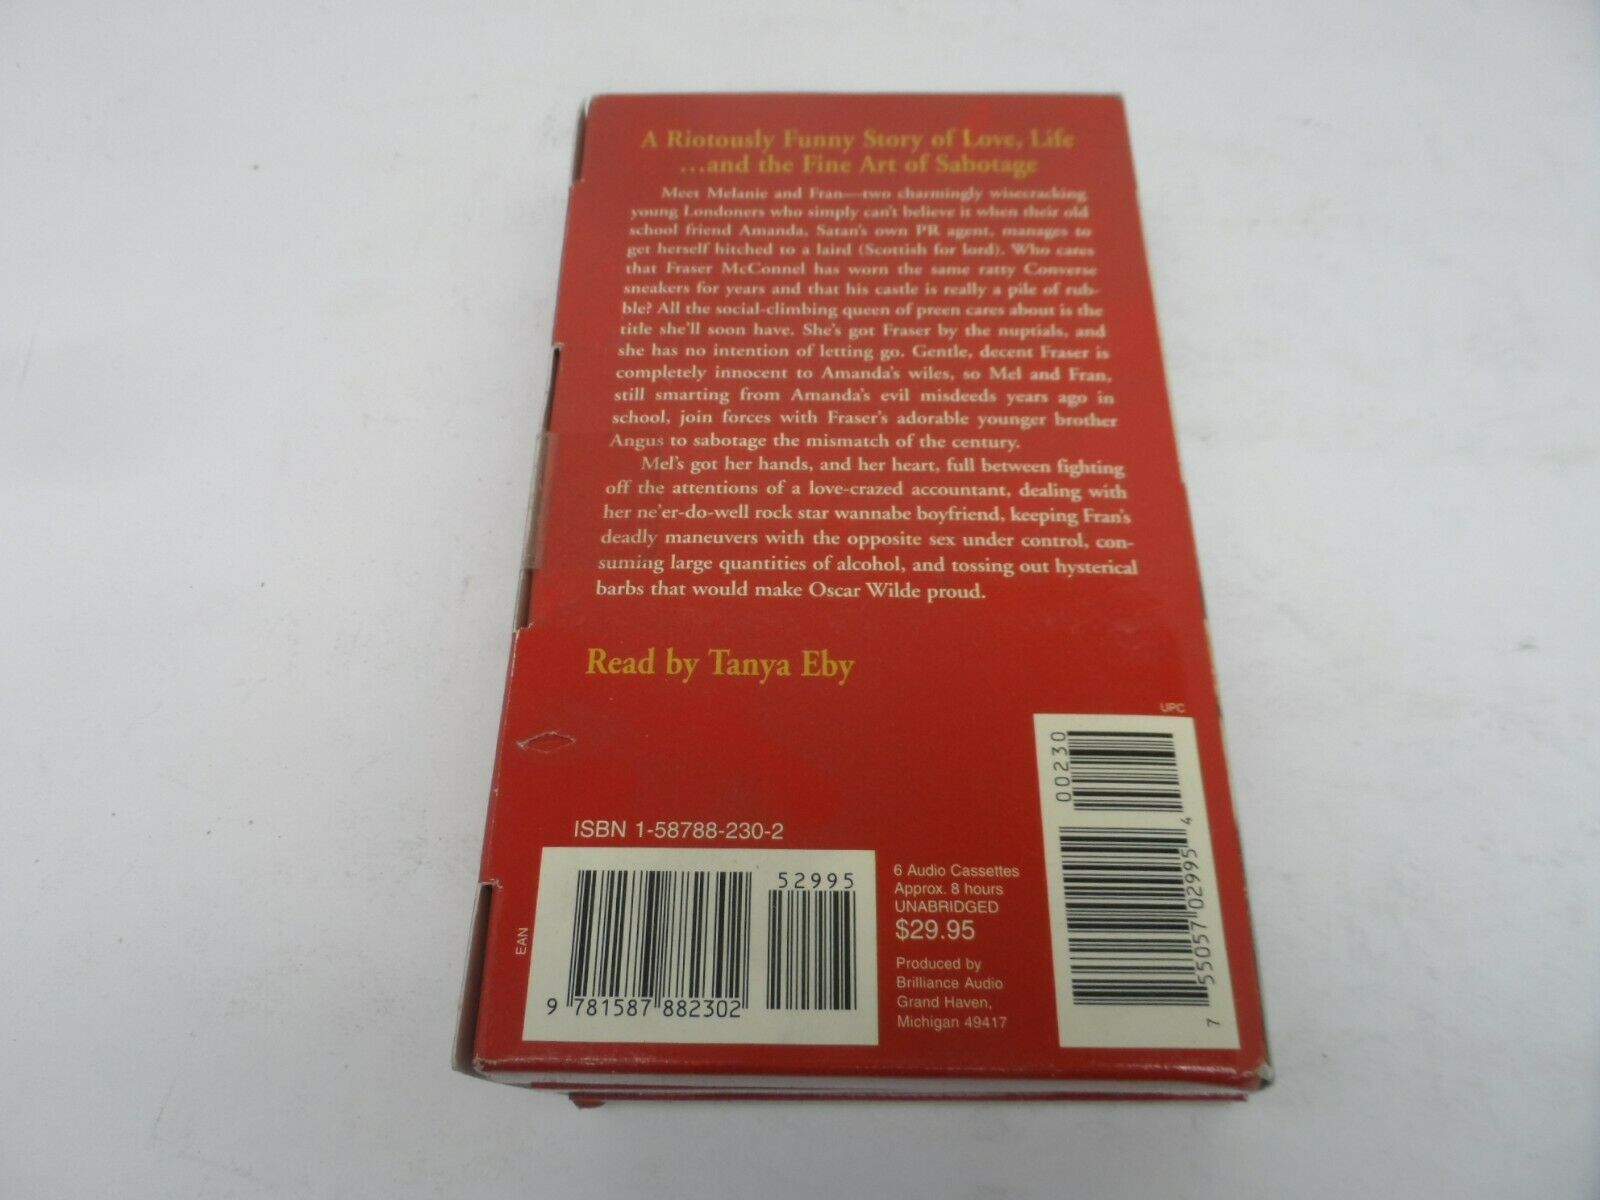 A Riotously Funny Story of Love, Life
...and the Fine Art of Sabotage
Meet Melanie and Fran—two charmingly wisecracking
young Londoners who simply can't believe it when their old
school friend Amanda, Satan's own PR agent, manages to
get herself hitched to a laird (Scottish for lord). Who cares
that Fraser McConnel has worn the same ratty Converse
sneakers for years and that his castle is really a pile of rub-
ble? All the social-climbing queen of preen cares about is the
title she'll soon have. She's got Fraser by the nuptials, and
she has no intention of letting go. Gentle, decent Fraser is
completely innocent to Amanda's wiles, so Mel and Fran,
still smarting from Amanda's evil misdeeds years ago in
school, join forces with Fraser's adorable younger brother
Angus to sabotage the mismatch of the century.
Mel's got her hands, and her heart, full between fighting
off the attentions of a love-crazed accountant, dealing with
her ne'er-do-well rock star wannabe boyfriend, keeping Fran's
deadly maneuvers with the opposite sex under control, con-
suming large quantities of alcohol, and tossing out hysterical
barbs that would make Oscar Wilde proud.
Read by Tanya Eby
UPC
00230
7 55057 02995 4
ISBN 1-58788-230-2
52995
EAN
9 781587 882302
6 Audio Cassettes
Approx. 8 hours
UNABRIDGED
$29.95
Produced by
Brilliance Audio
Grand Haven,
Michigan 49417